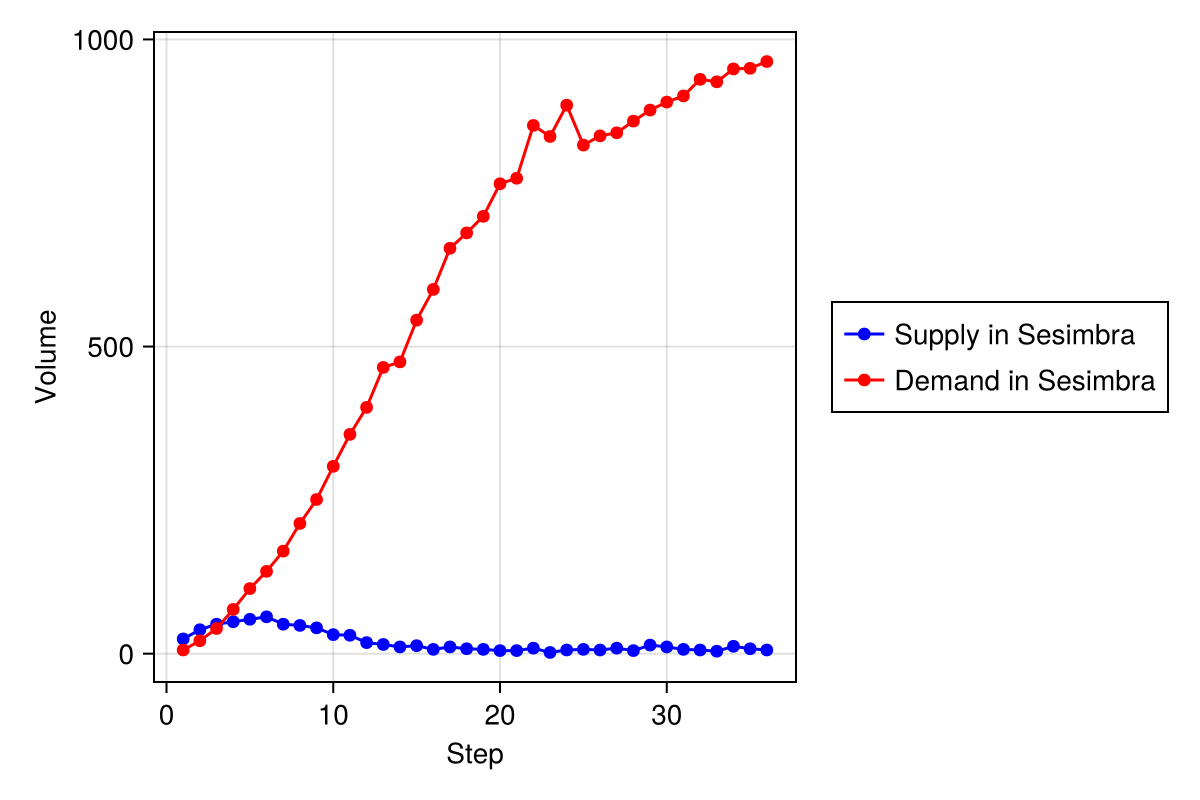 1000
500
0
Volume
0 10 20 30
Step
Supply in Sesimbra
Demand in Sesimbra